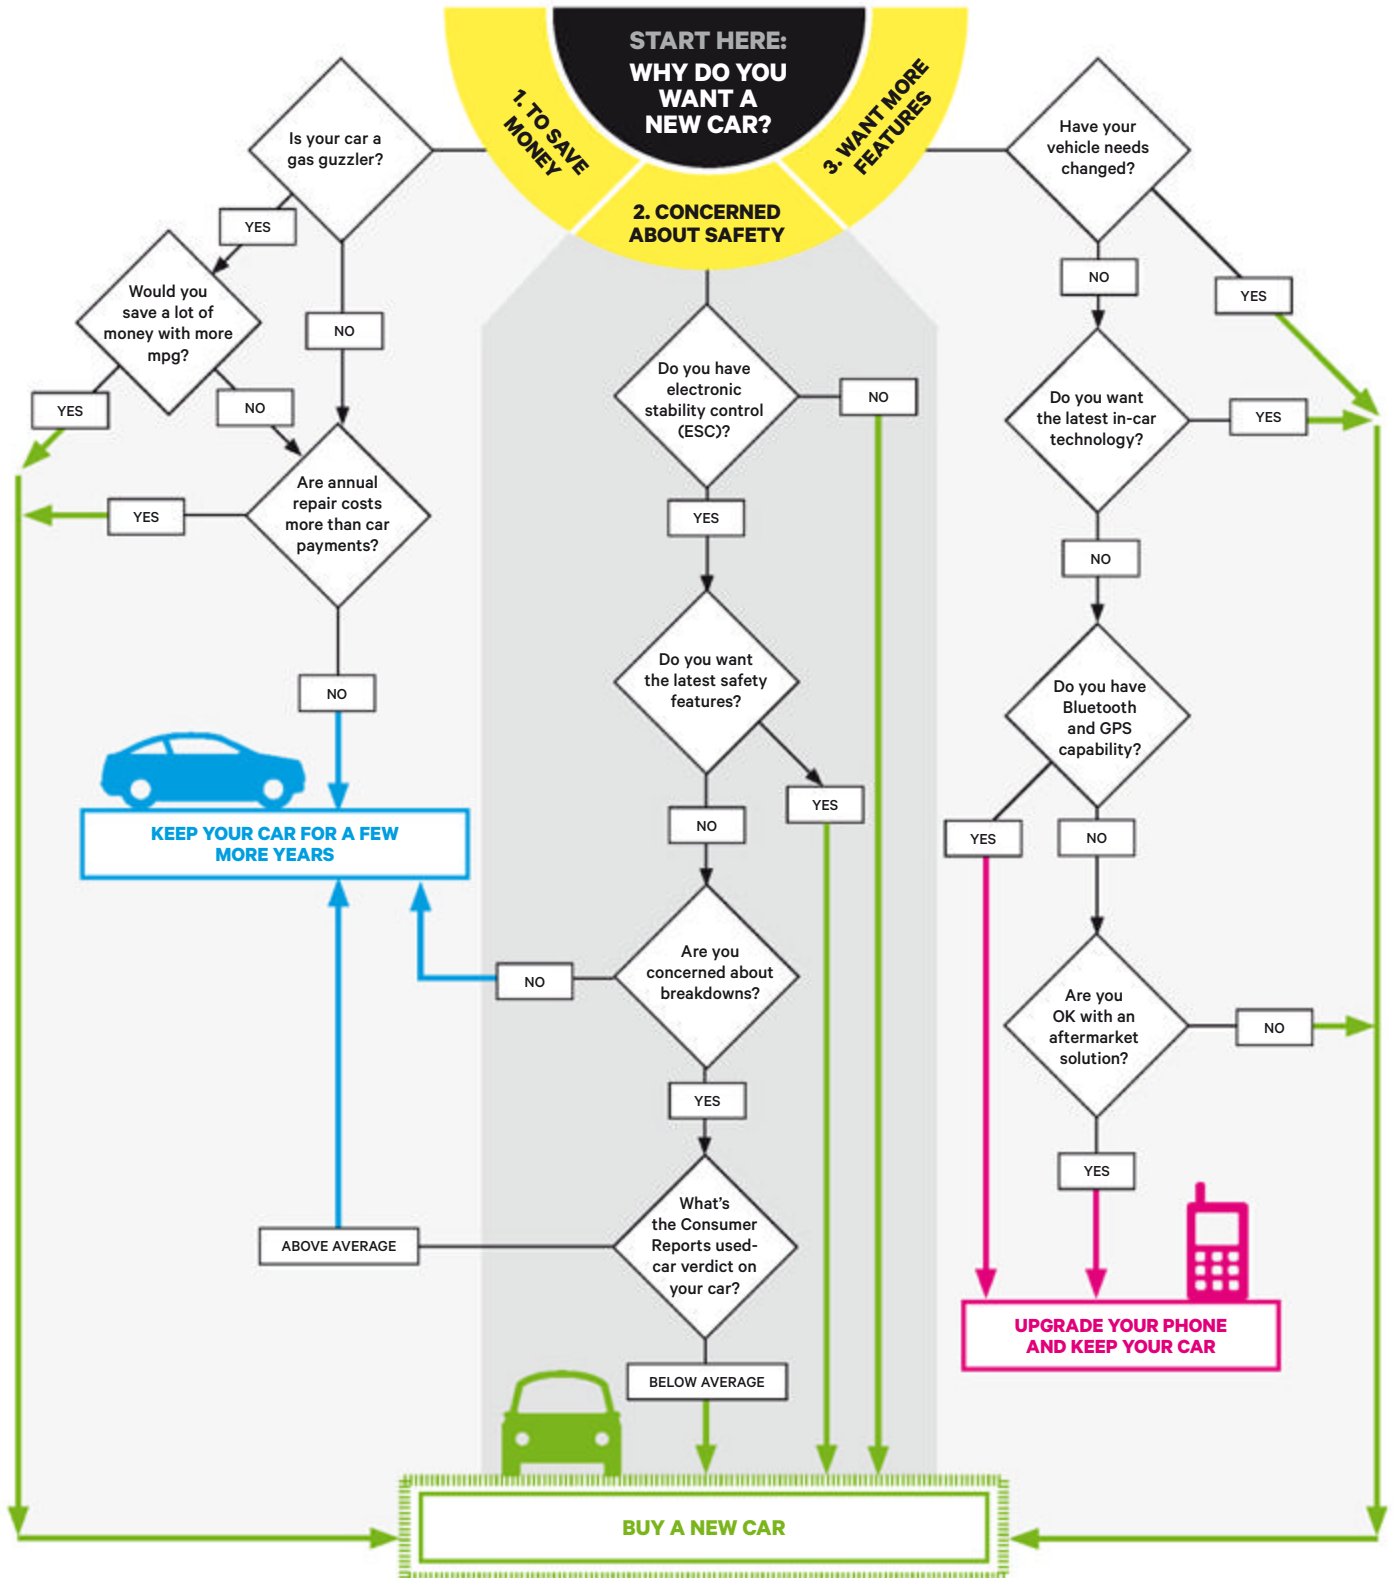 START HERE:
WHY DO YOU
WANT A
NEW CAR?
1. TO SAVE
MONEY
2. CONCERNED
ABOUT SAFETY
3. WANT MORE
FEATURES
Is your car a
gas guzzler?
YES
NO
Would you
save a lot of
money with more
mpg?
YES
NO
Are annual
repair costs
more than car
payments?
YES
NO
KEEP YOUR CAR FOR A FEW
MORE YEARS
Do you have
electronic
stability control
(ESC)?
NO
YES
Do you want
the latest safety
features?
YES
NO
Are you
concerned about
breakdowns?
NO
YES
What's
the Consumer
Reports used-
car verdict on
your car?
ABOVE AVERAGE
BELOW AVERAGE
Have your
vehicle needs
changed?
NO
YES
Do you want
the latest in-car
technology?
YES
NO
Do you have
Bluetooth
and GPS
capability?
YES
NO
Are you
OK with an
aftermarket
solution?
NO
YES
UPGRADE YOUR PHONE
AND KEEP YOUR CAR
BUY A NEW CAR